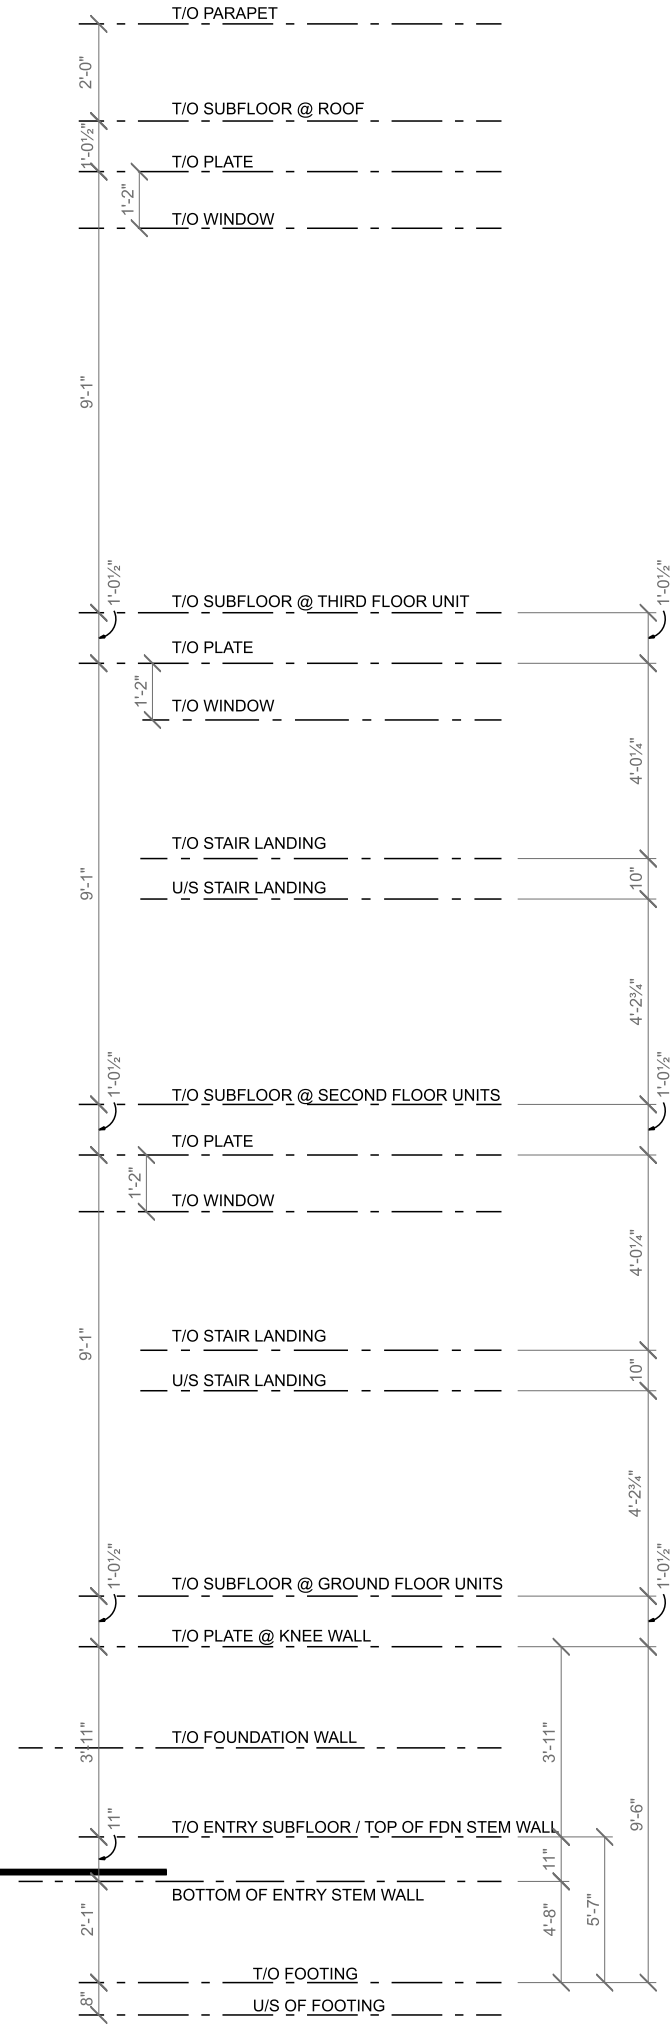 T/O PARAPET
2'-0"
T/O SUBFLOOR @ ROOF
1'-0½"
T/O PLATE
1'-2"
T/O WINDOW
9'-1"
1'-0½"
T/O SUBFLOOR @ THIRD FLOOR UNIT
1'-0½"
T/O PLATE
1'-2"
T/O WINDOW
4'-0¼"
T/O STAIR LANDING
9'-1"
10"
U/S STAIR LANDING
4'-2¾"
1'-0½"
T/O SUBFLOOR @ SECOND FLOOR UNITS
1'-0½"
T/O PLATE
1'-2"
T/O WINDOW
4'-0¼"
T/O STAIR LANDING
9'-1"
10"
U/S STAIR LANDING
4'-2¾"
1'-0½"
T/O SUBFLOOR @ GROUND FLOOR UNITS
1'-0½"
T/O PLATE @ KNEE WALL
T/O FOUNDATION WALL
3'-11"
3'-11"
9'-6"
11"
T/O ENTRY SUBFLOOR / TOP OF FDN STEM WALL
11"
BOTTOM OF ENTRY STEM WALL
2'-1"
4'-8"
5'-7"
T/O FOOTING
8"
U/S OF FOOTING